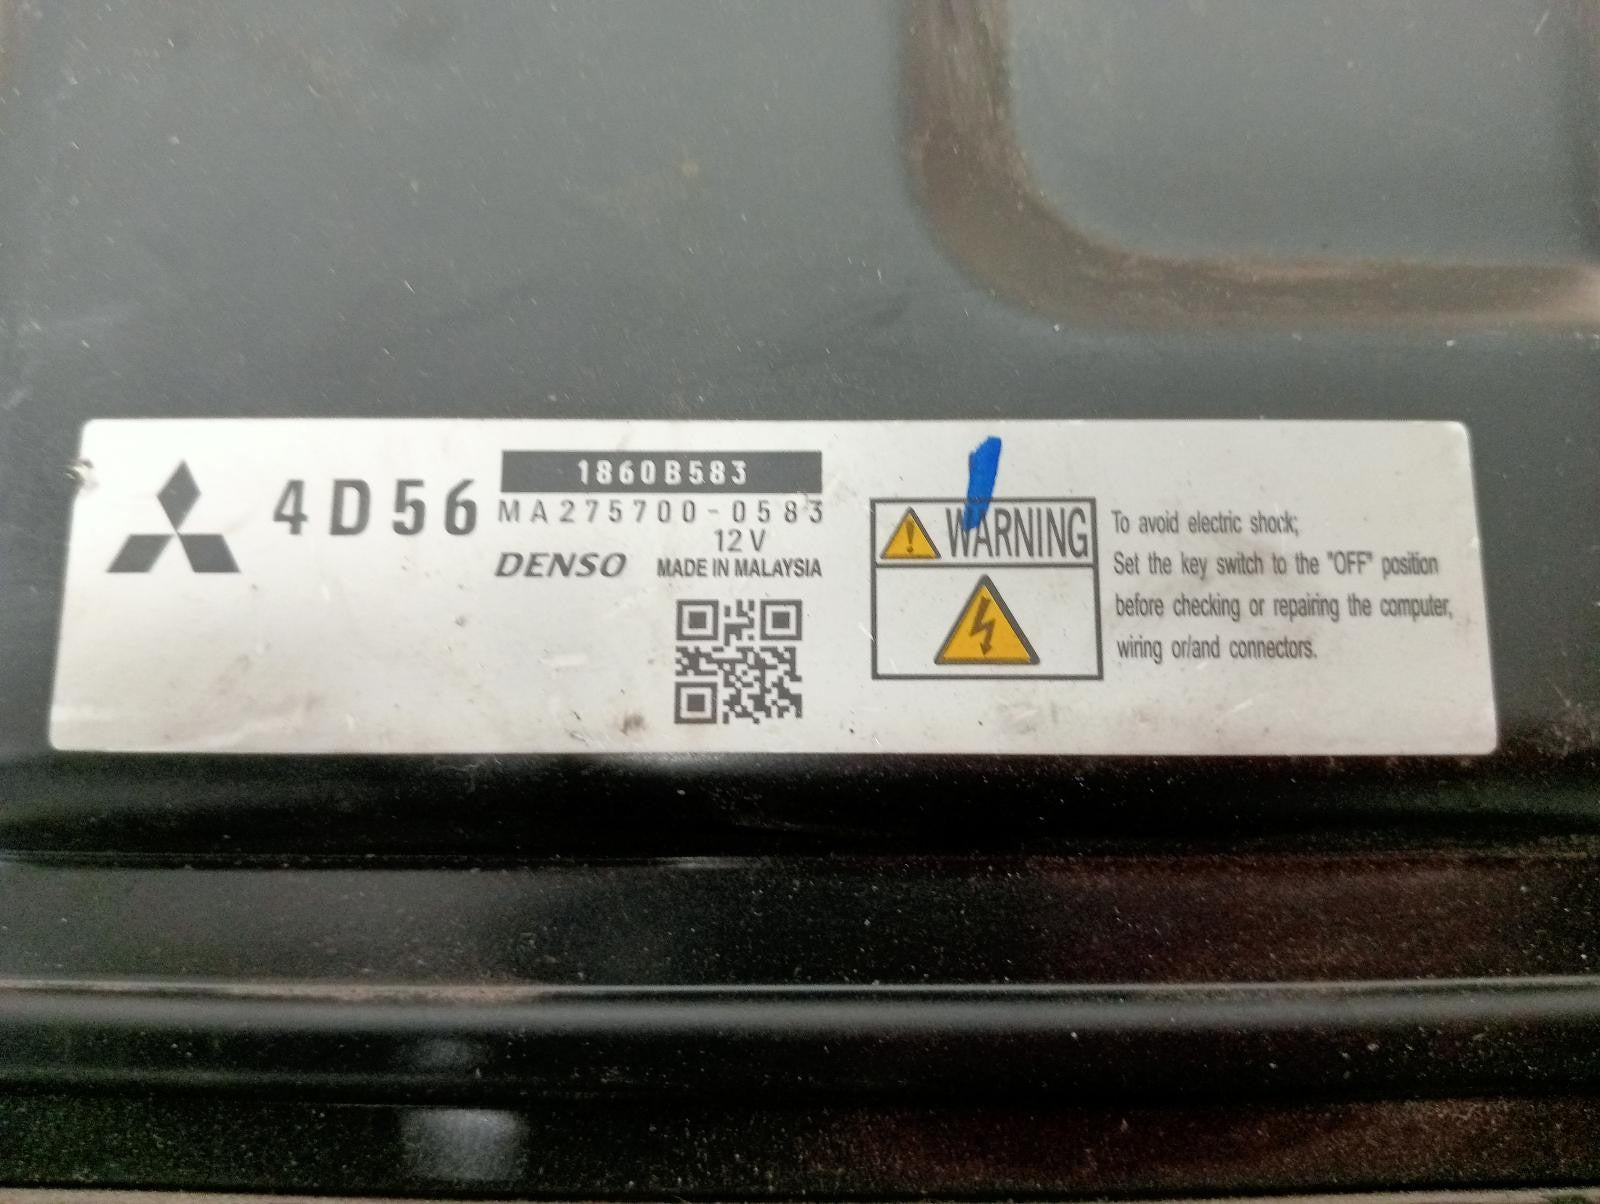 4D56
1860B583
MA275700-0583
12V
DENSO MADE IN MALAYSIA
WARNING
To avoid electric shock;
Set the key switch to the "OFF" position
before checking or repairing the computer,
wiring or/and connectors.